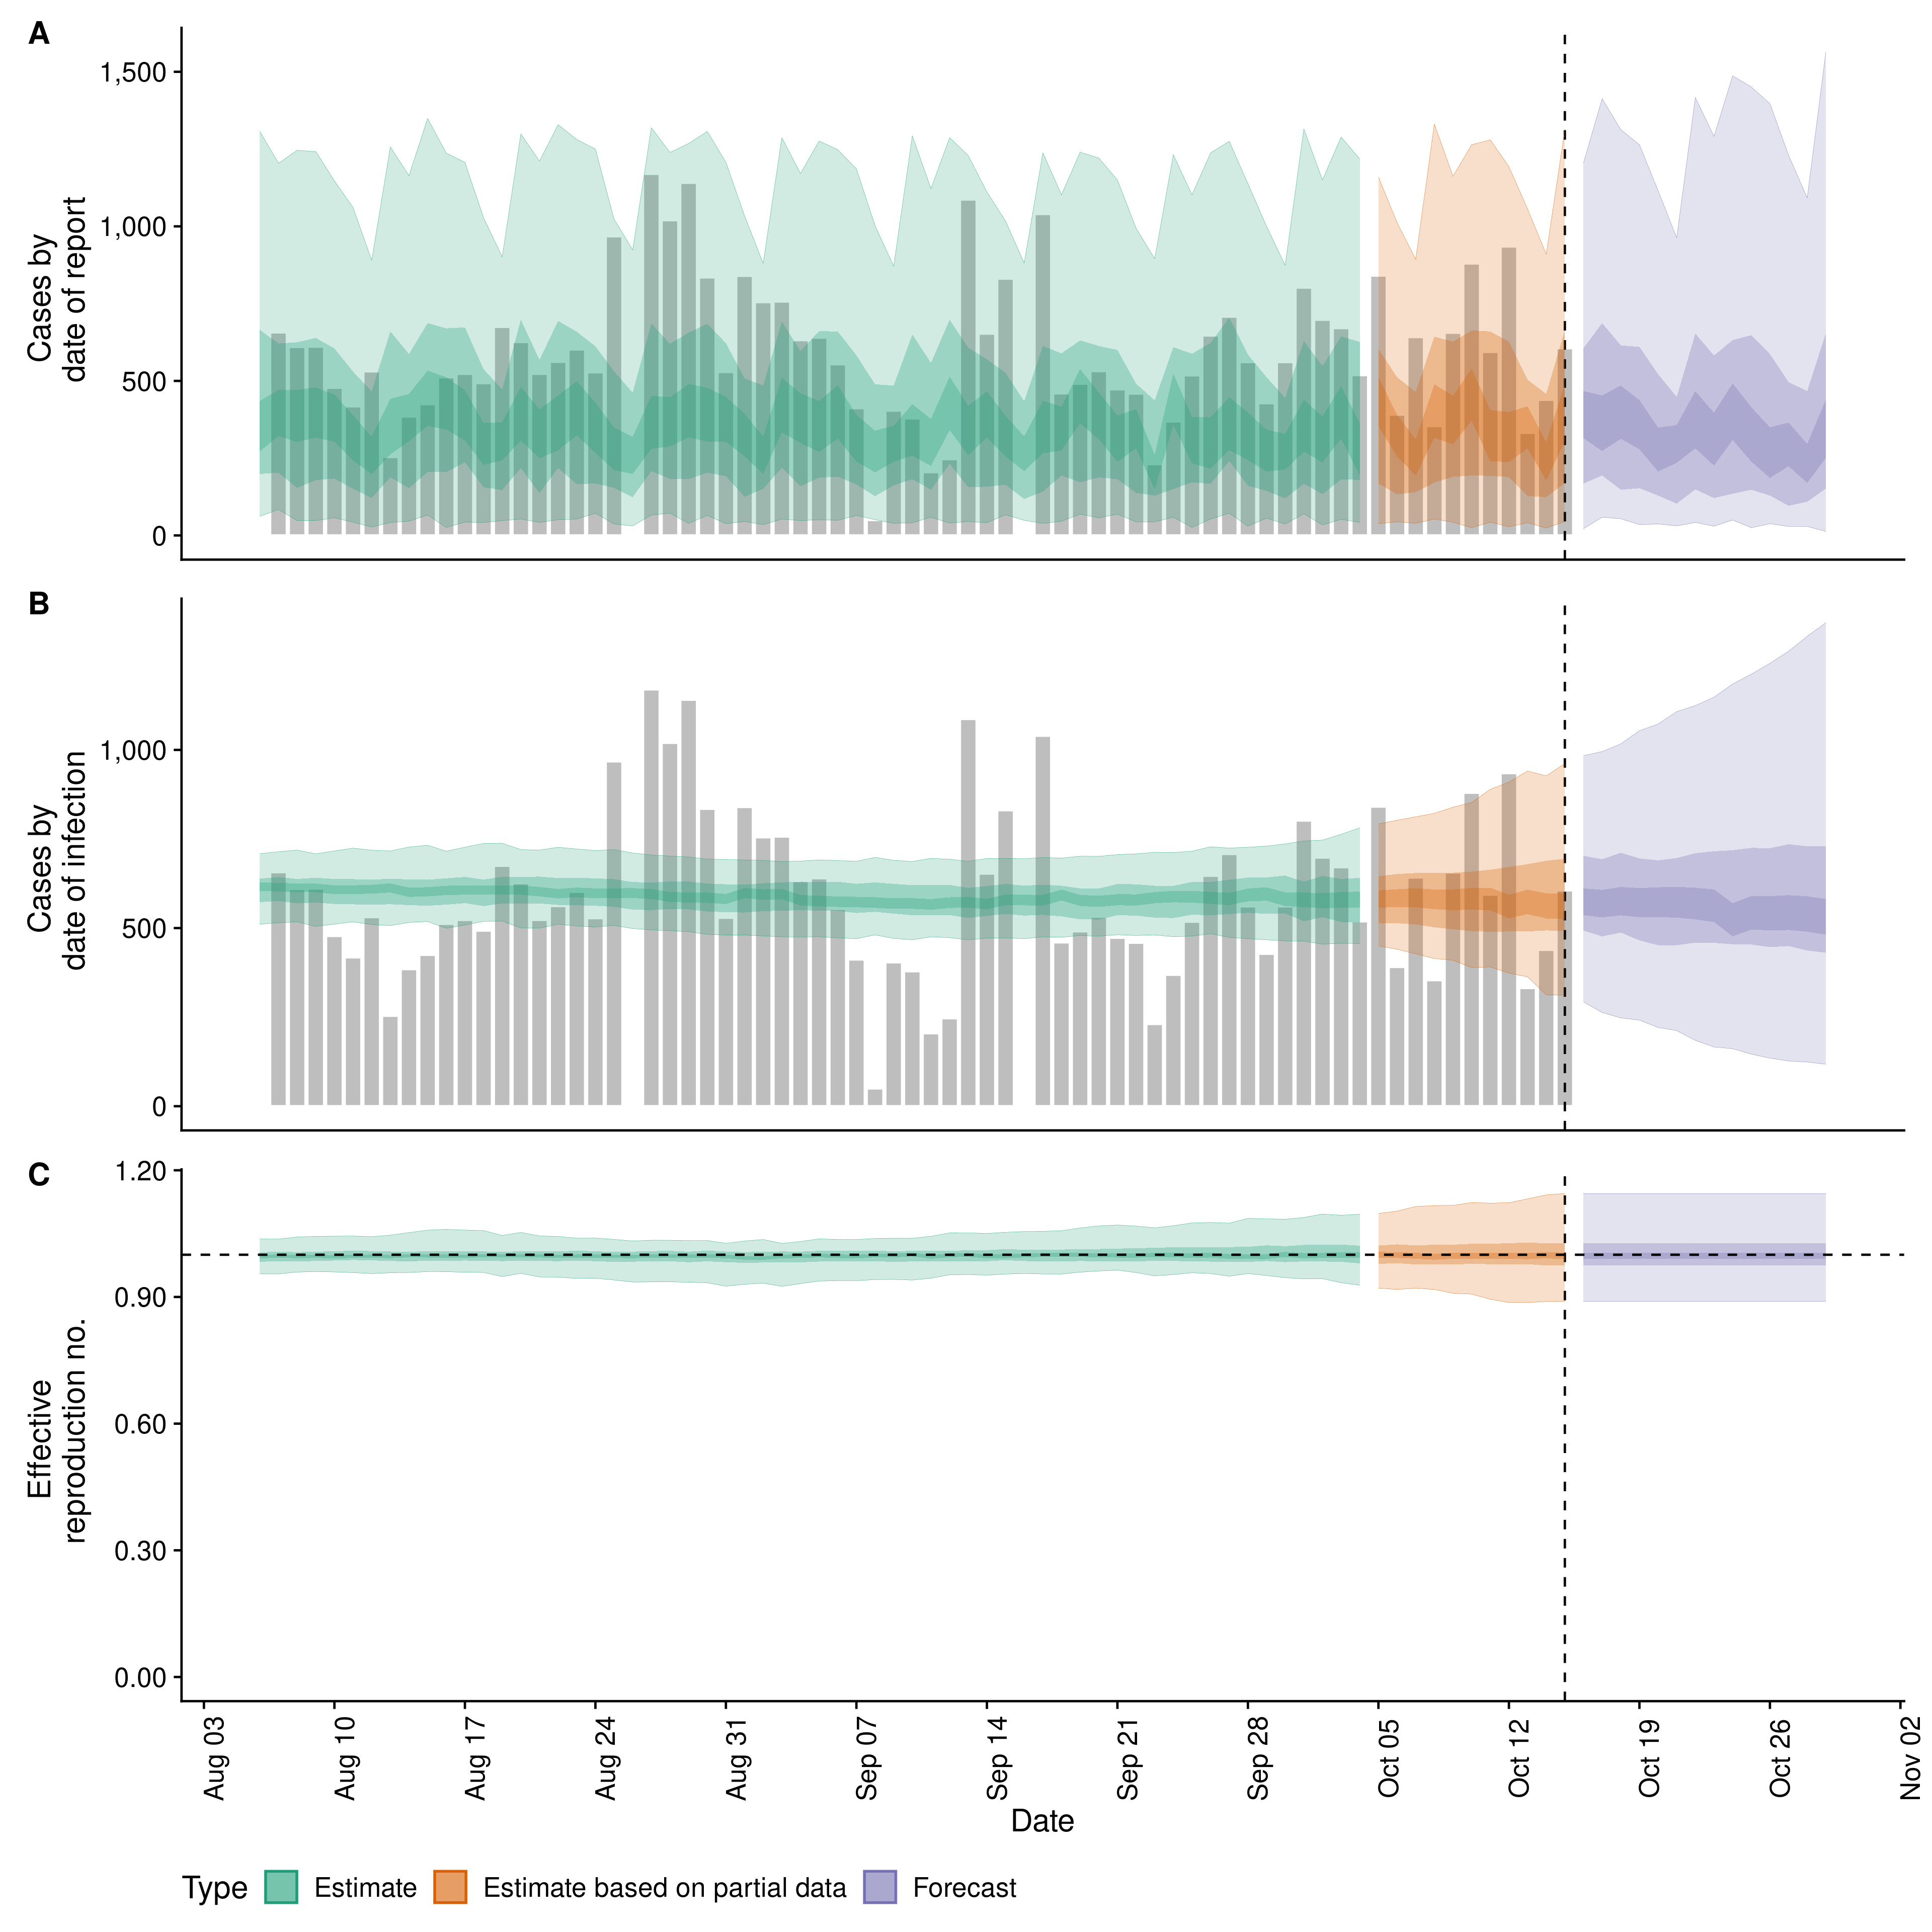 A
1,500
1,000
500
0
Cases by
date of report
B
1,000
500
0
Cases by
date of infection
C
1.20
0.90
0.60
0.30
0.00
Effective
reproduction no.
Aug 03
Aug 10
Aug 17
Aug 24
Aug 31
Sep 07
Sep 14
Sep 21
Sep 28
Oct 05
Oct 12
Oct 19
Oct 26
Nov 02
Date
Type Estimate Estimate based on partial data Forecast